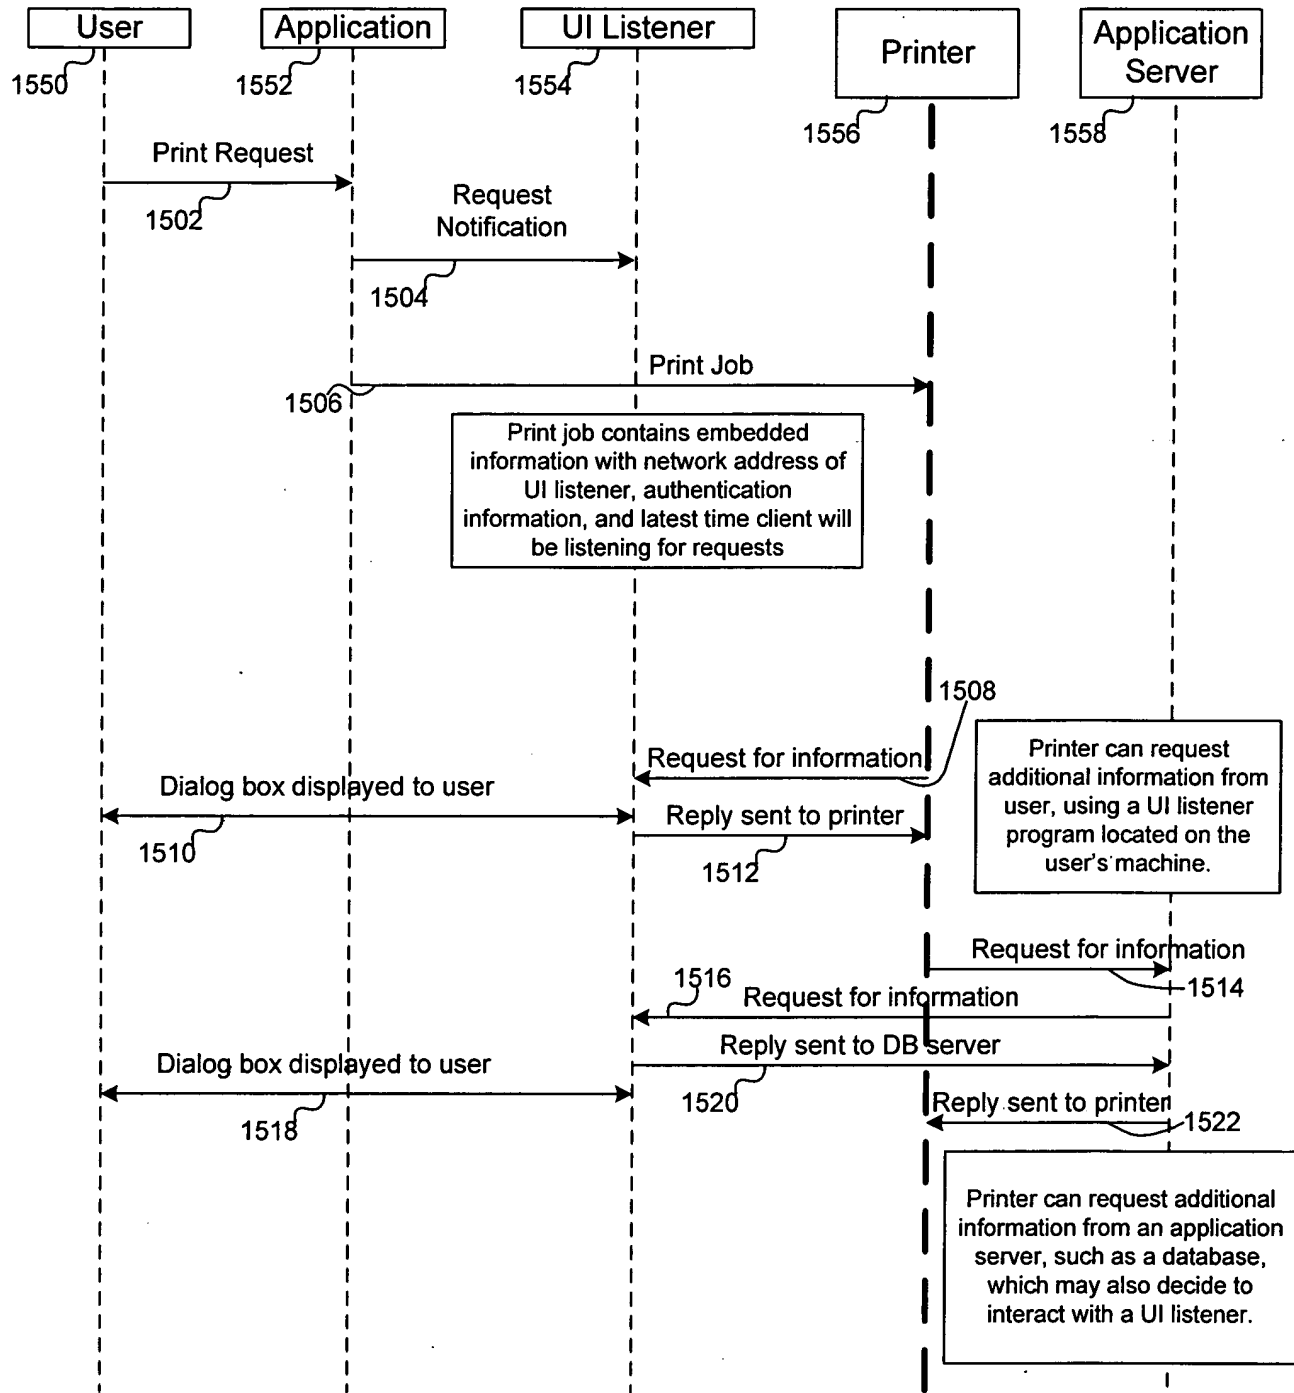 User
Application
UI Listener
Printer
Application
Server
1550
1552
1554
1556
1558
Print Request
1502
Request
Notification
1504
Print Job
1506
Print job contains embedded
information with network address of
UI listener, authentication
information, and latest time client will
be listening for requests
1508
Request for information
Dialog box displayed to user
1510
Reply sent to printer
1512
Printer can request
additional information from
user, using a UI listener
program located on the
user's machine.
Request for information
1514
1516
Request for information
Dialog box displayed to user
1518
Reply sent to DB server
1520
Reply sent to printer
1522
Printer can request additional
information from an application
server, such as a database,
which may also decide to
interact with a UI listener.